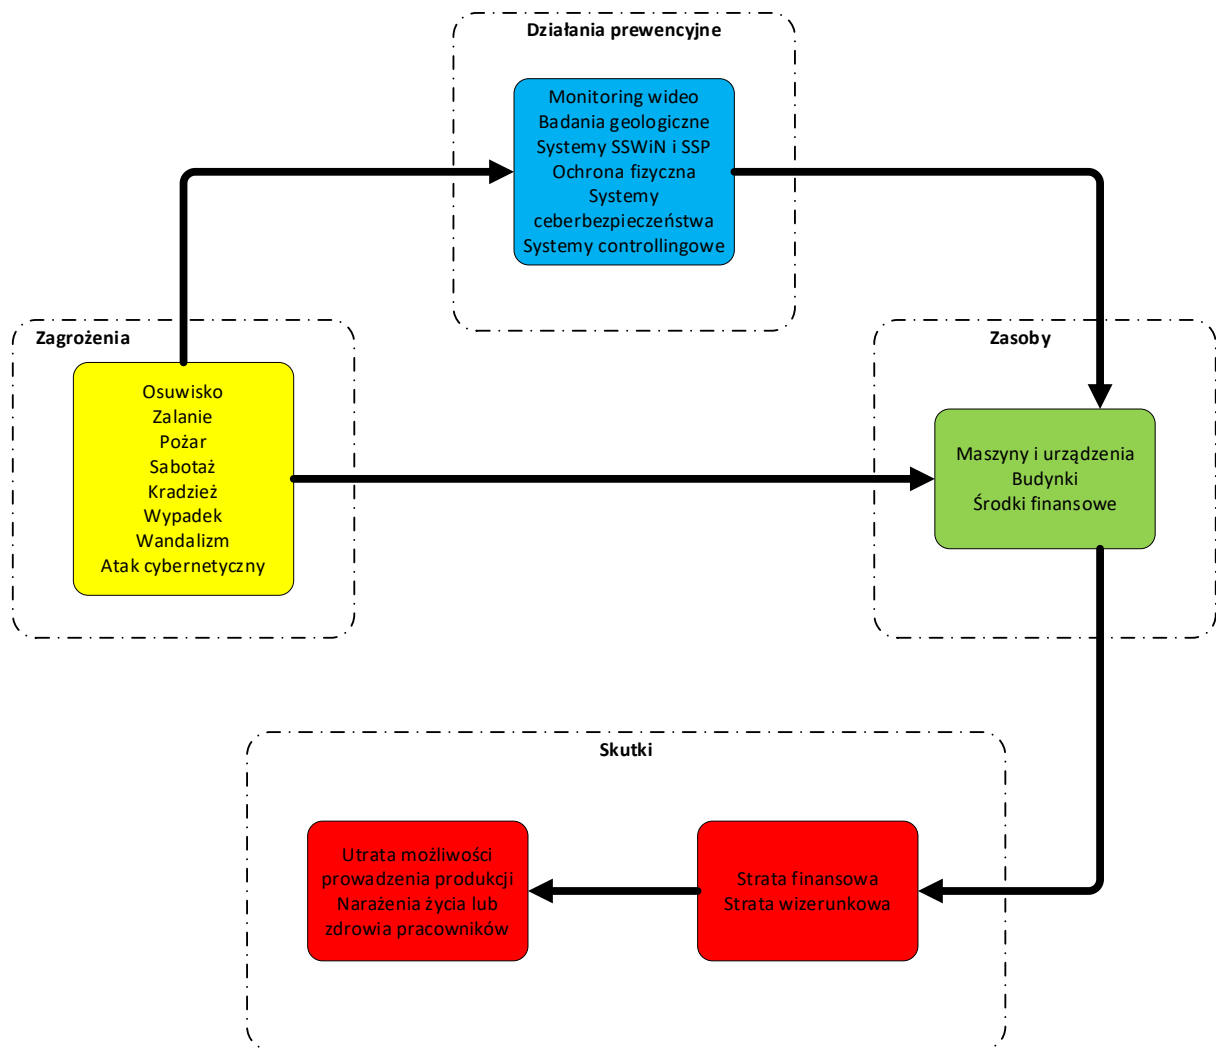 Działania prewencyjne
Monitoring wideo
Badania geologiczne
Systemy SSWiN i SSP
Ochrona fizyczna
Systemy
ceberbezpieczeństwa
Systemy controllingowe
Zagrożenia
Osuwisko
Zalanie
Pożar
Sabotaż
Kradzież
Wypadek
Wandalizm
Atak cybernetyczny
Zasoby
Maszyny i urządzenia
Budynki
Środki finansowe
Skutki
Utrata możliwości
prowadzenia produkcji
Narażenia życia lub
zdrowia pracowników
Strata finansowa
Strata wizerunkowa